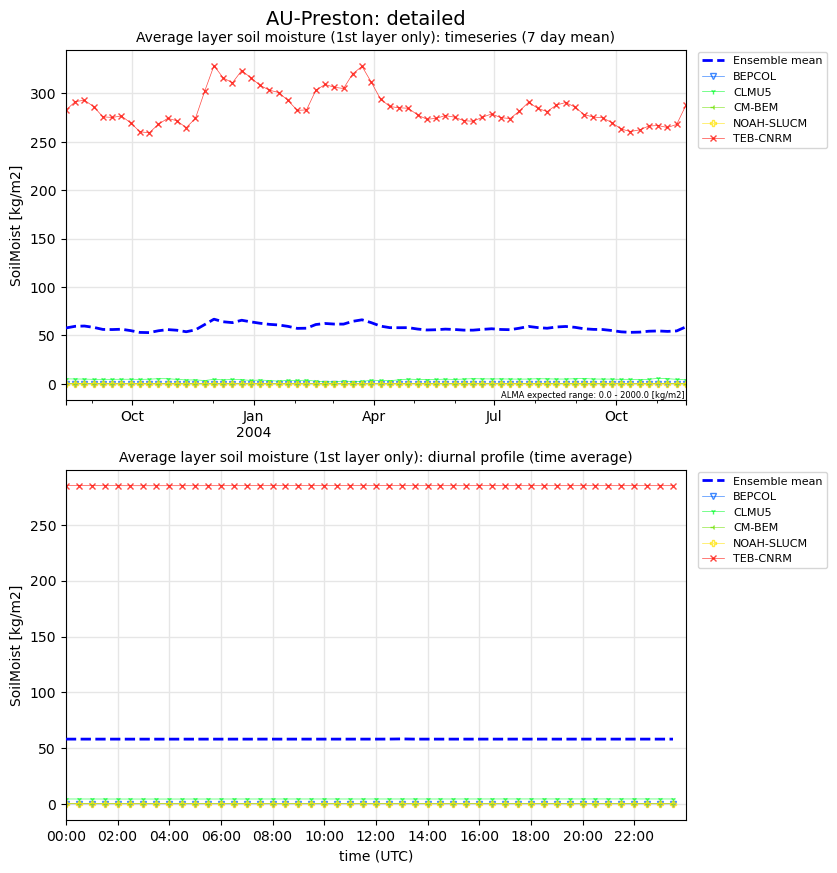 AU-Preston: detailed
Average layer soil moisture (1st layer only): timeseries (7 day mean)
SoilMoist [kg/m2]
300
250
200
150
100
50
0
Oct
Jan
2004
Apr
Jul
Oct
ALMA expected range: 0.0 - 2000.0 [kg/m2]
Ensemble mean
BEPCOL
CLMU5
CM-BEM
NOAH-SLUCM
TEB-CNRM
Average layer soil moisture (1st layer only): diurnal profile (time average)
SoilMoist [kg/m2]
250
200
150
100
50
0
00:00 02:00 04:00 06:00 08:00 10:00 12:00 14:00 16:00 18:00 20:00 22:00
time (UTC)
Ensemble mean
BEPCOL
CLMU5
CM-BEM
NOAH-SLUCM
TEB-CNRM